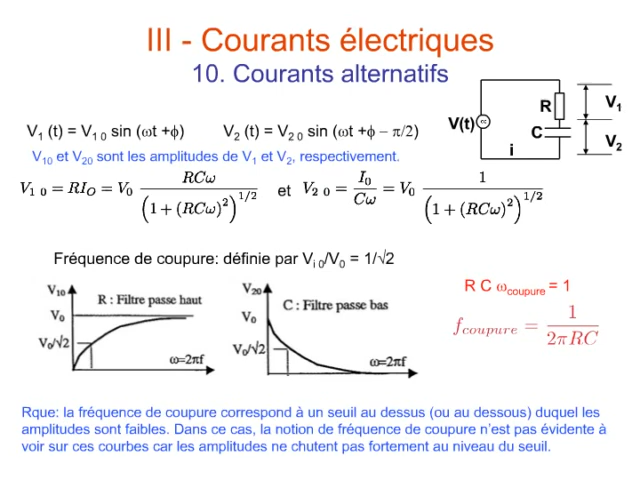 III - Courants électriques
10. Courants alternatifs
V₁ (t) = V₁ ₀ sin (ωt +ϕ) V₂ (t) = V₂ ₀ sin (ωt +ϕ – π/2)
V(t) R C i V₁ V₂
V₁₀ et V₂₀ sont les amplitudes de V₁ et V₂, respectivement.
V₁ ₀ = RI_O = V₀ RCω / (1 + (RCω)²)^1/2 et V₂ ₀ = I₀ / Cω = V₀ 1 / (1 + (RCω)²)^1/2
Fréquence de coupure: définie par Vᵢ ₀/V₀ = 1/√2
V₁₀ R : Filtre passe haut V₀ V₀/√2 ω=2πf
V₂₀ C : Filtre passe bas V₀ V₀/√2 ω=2πf
R C ω_coupure = 1
f_coupure = 1 / 2πRC
Rque: la fréquence de coupure correspond à un seuil au dessus (ou au dessous) duquel les
amplitudes sont faibles. Dans ce cas, la notion de fréquence de coupure n'est pas évidente à
voir sur ces courbes car les amplitudes ne chutent pas fortement au niveau du seuil.